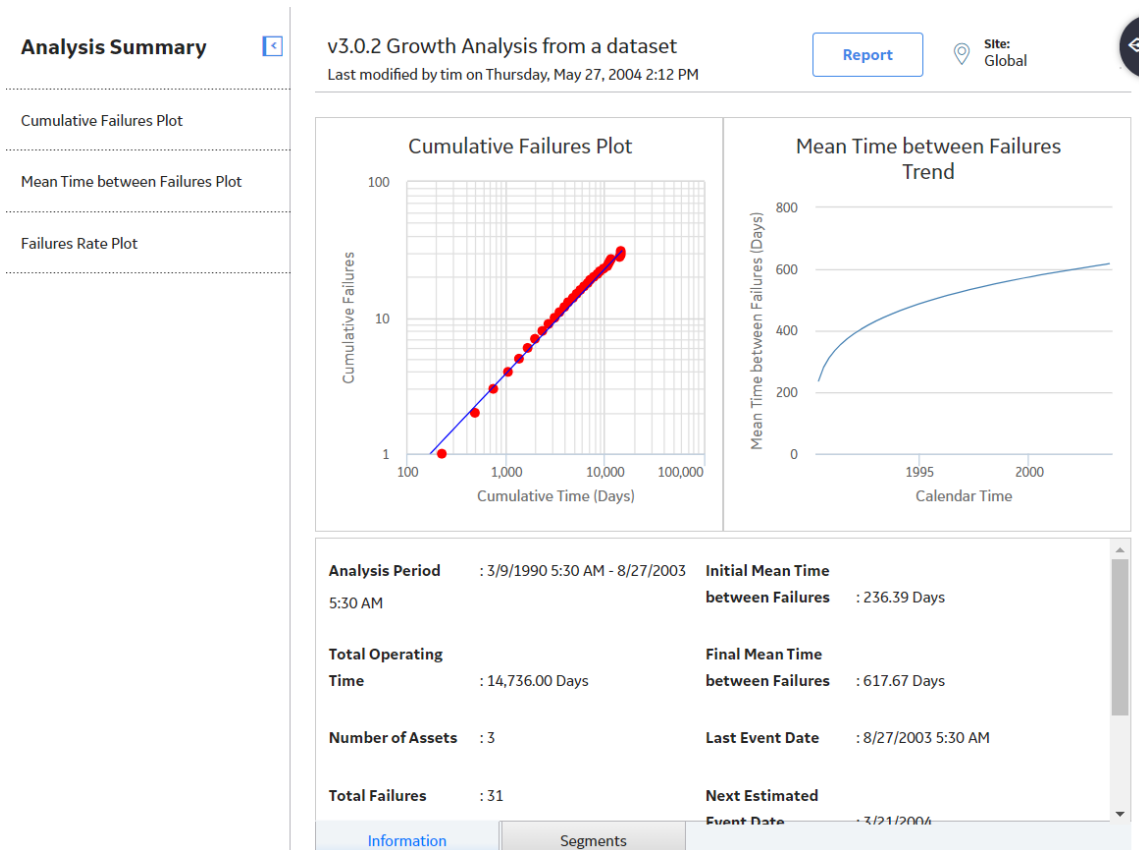 Analysis Summary
Cumulative Failures Plot
Mean Time between Failures Plot
Failures Rate Plot
v3.0.2 Growth Analysis from a dataset
Last modified by tim on Thursday, May 27, 2004 2:12 PM
Report
Site:
Global
Cumulative Failures Plot
100
10
1
Cumulative Failures
100 1,000 10,000 100,000
Cumulative Time (Days)
Mean Time between Failures
Trend
800
600
400
200
0
Mean Time between Failures (Days)
1995 2000
Calendar Time
Analysis Period : 3/9/1990 5:30 AM - 8/27/2003
5:30 AM
Initial Mean Time
between Failures : 236.39 Days
Total Operating
Time : 14,736.00 Days
Final Mean Time
between Failures : 617.67 Days
Number of Assets : 3
Last Event Date : 8/27/2003 5:30 AM
Total Failures : 31
Next Estimated
Event Date : 3/21/2004
Information
Segments